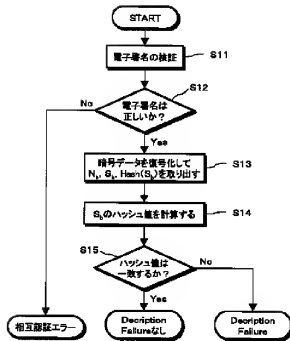 START
電子署名の検証
S11
S12
電子署名は
正しいか？
No
Yes
暗号データを復号化して
Nb, Sb, Hash(Sb)を取り出す
S13
Sbのハッシュ値を計算する
S14
S15
ハッシュ値は
一致するか？
No
Yes
相互認証エラー
Decription
Failureなし
Decription
Failure